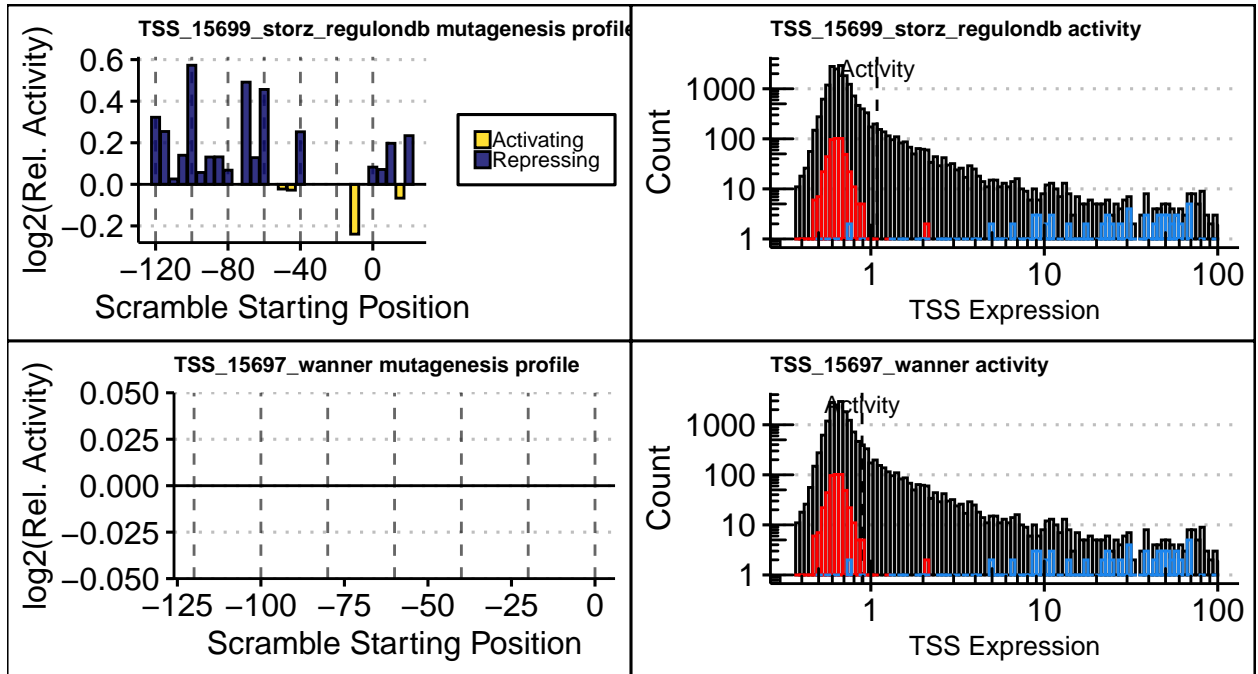 TSS_15699_storz_regulondb mutagenesis profile
log2(Rel. Activity)
0.6
0.4
0.2
0.0
−0.2
−120 −80 −40 0
Scramble Starting Position
Activating
Repressing
TSS_15699_storz_regulondb activity
Activity
Count
1000
100
10
1
1 10 100
TSS Expression
TSS_15697_wanner mutagenesis profile
log2(Rel. Activity)
0.050
0.025
0.000
−0.025
−0.050
−125 −100 −75 −50 −25 0
Scramble Starting Position
TSS_15697_wanner activity
Activity
Count
1000
100
10
1
1 10 100
TSS Expression